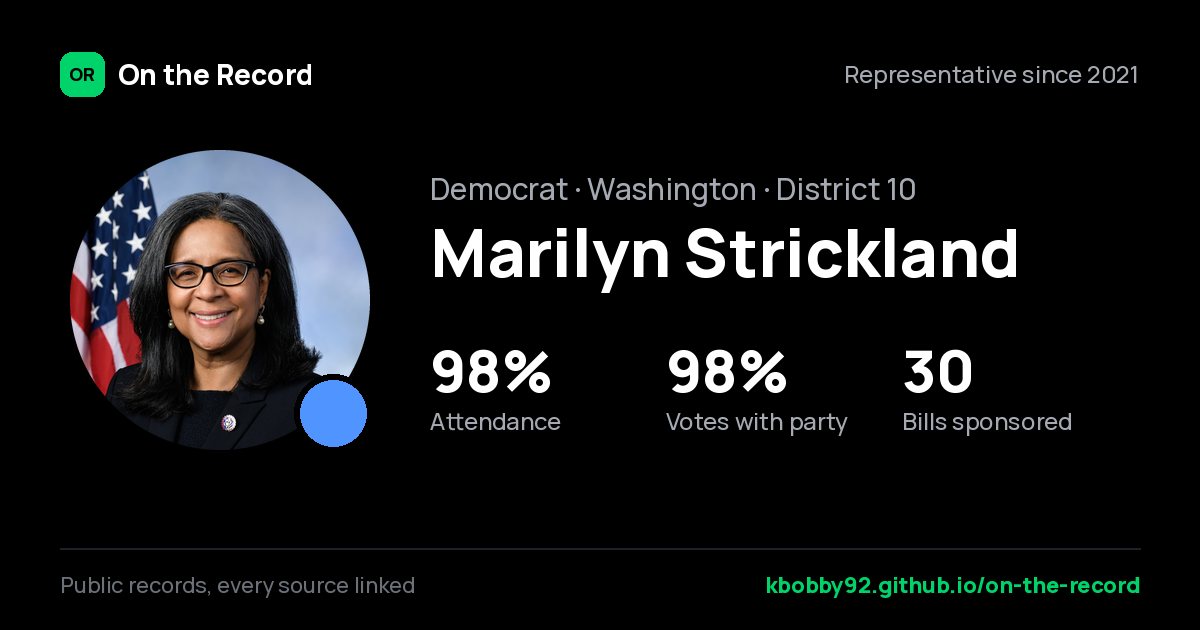 OR On the Record
Representative since 2021
Democrat · Washington · District 10
Marilyn Strickland
98% 98% 30
Attendance Votes with party Bills sponsored
Public records, every source linked
kbobby92.github.io/on-the-record